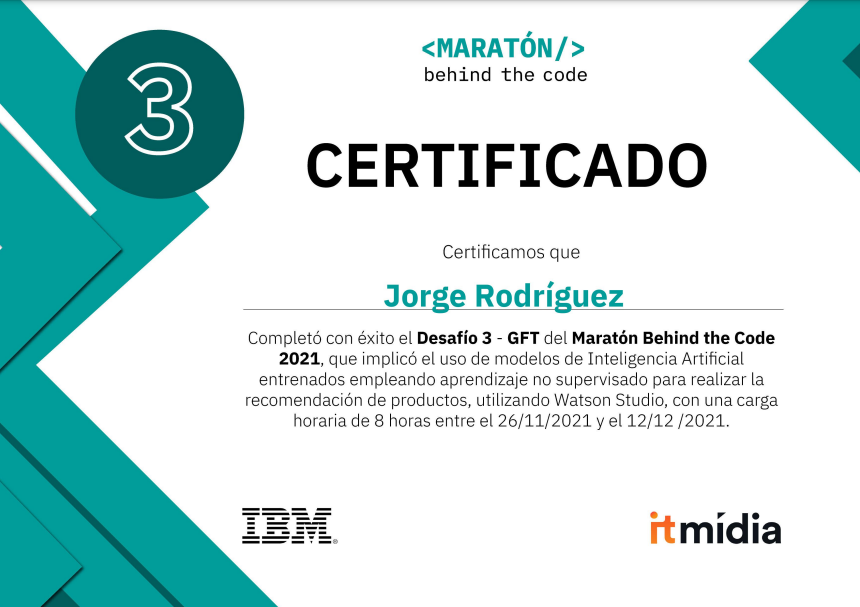 3
<MARATÓN/>
behind the code
CERTIFICADO
Certificamos que
Jorge Rodríguez
Completó con éxito el Desafío 3 - GFT del Maratón Behind the Code
2021, que implicó el uso de modelos de Inteligencia Artificial
entrenados empleando aprendizaje no supervisado para realizar la
recomendación de productos, utilizando Watson Studio, con una carga
horaria de 8 horas entre el 26/11/2021 y el 12/12 /2021.
IBM®
itmídia